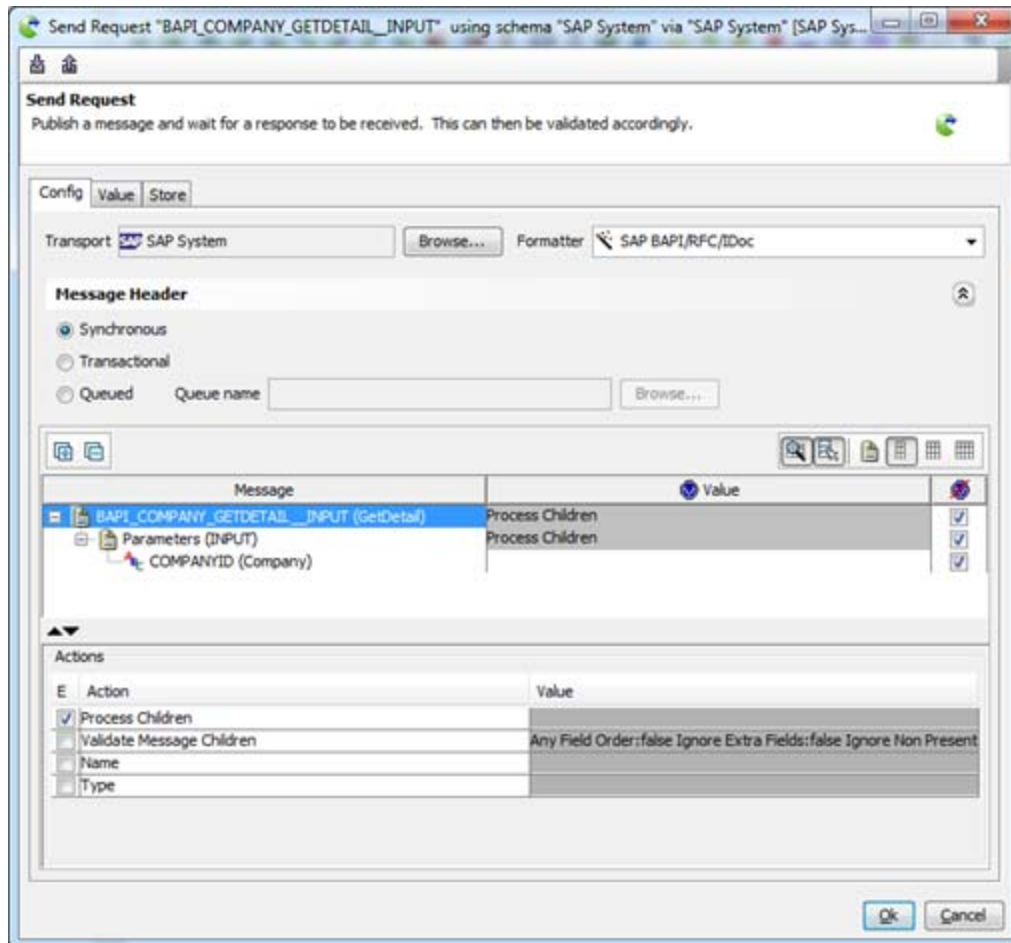 Send Request "BAPI_COMPANY_GETDETAIL__INPUT" using schema "SAP System" via "SAP System" [SAP Sys...
Send Request
Publish a message and wait for a response to be received. This can then be validated accordingly.
Config Value Store
Transport SAP SAP System Browse... Formatter SAP BAPI/RFC/IDoc
Message Header
Synchronous
Transactional
Queued Queue name Browse...
Message Value
BAPI_COMPANY_GETDETAIL__INPUT (GetDetail) Process Children
Parameters (INPUT) Process Children
COMPANYID (Company)
Actions
E Action Value
Process Children
Validate Message Children Any Field Order:false Ignore Extra Fields:false Ignore Non Present
Name
Type
Ok Cancel